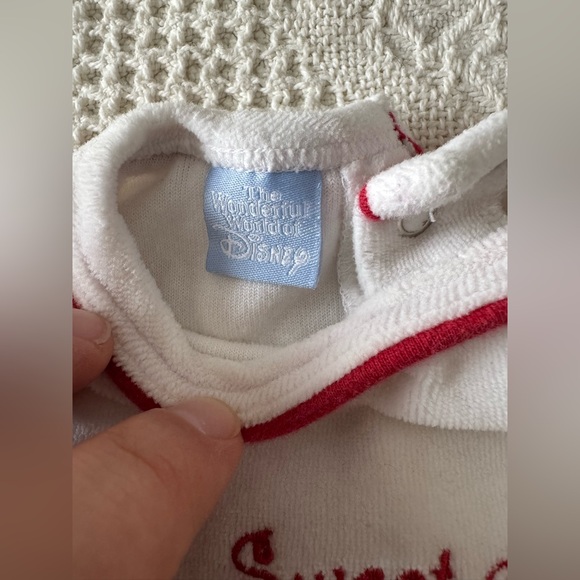 The
Wonderful
World of
Disney
Sweet